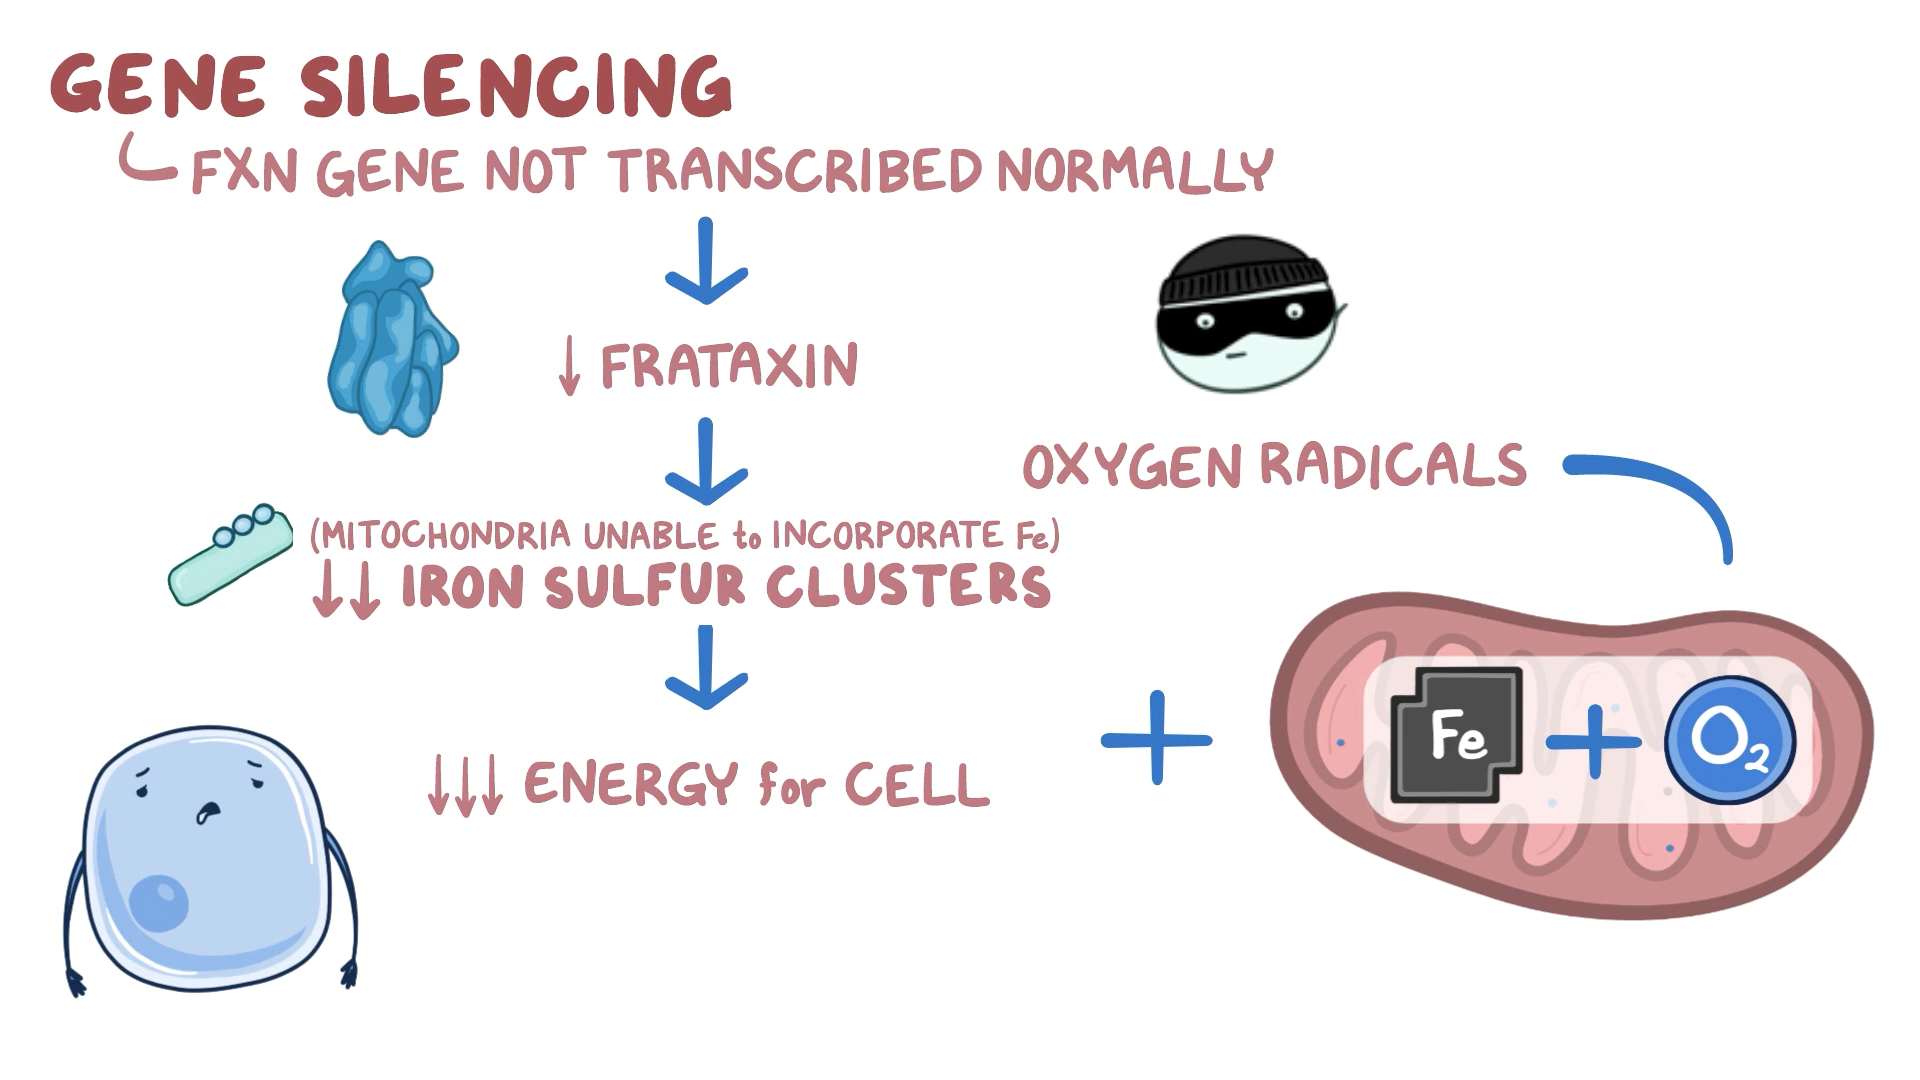 GENE SILENCING
FXN GENE NOT TRANSCRIBED NORMALLY
↓ FRATAXIN
OXYGEN RADICALS
(MITOCHONDRIA UNABLE to INCORPORATE Fe)
↓↓ IRON SULFUR CLUSTERS
Fe + O₂
↓↓↓ ENERGY for CELL